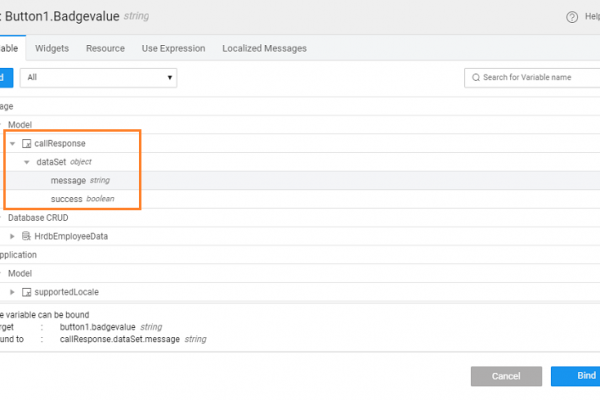 : Button1.Badgevalue string
Help
able Widgets Resource Use Expression Localized Messages
d All Search for Variable name
age
Model
callResponse
dataSet object
message string
success boolean
Database CRUD
HrdbEmployeeData
pplication
Model
supportedLocale
e variable can be bound
rget : button1.badgevalue string
und to : callResponse.dataSet.message string
Cancel Bind